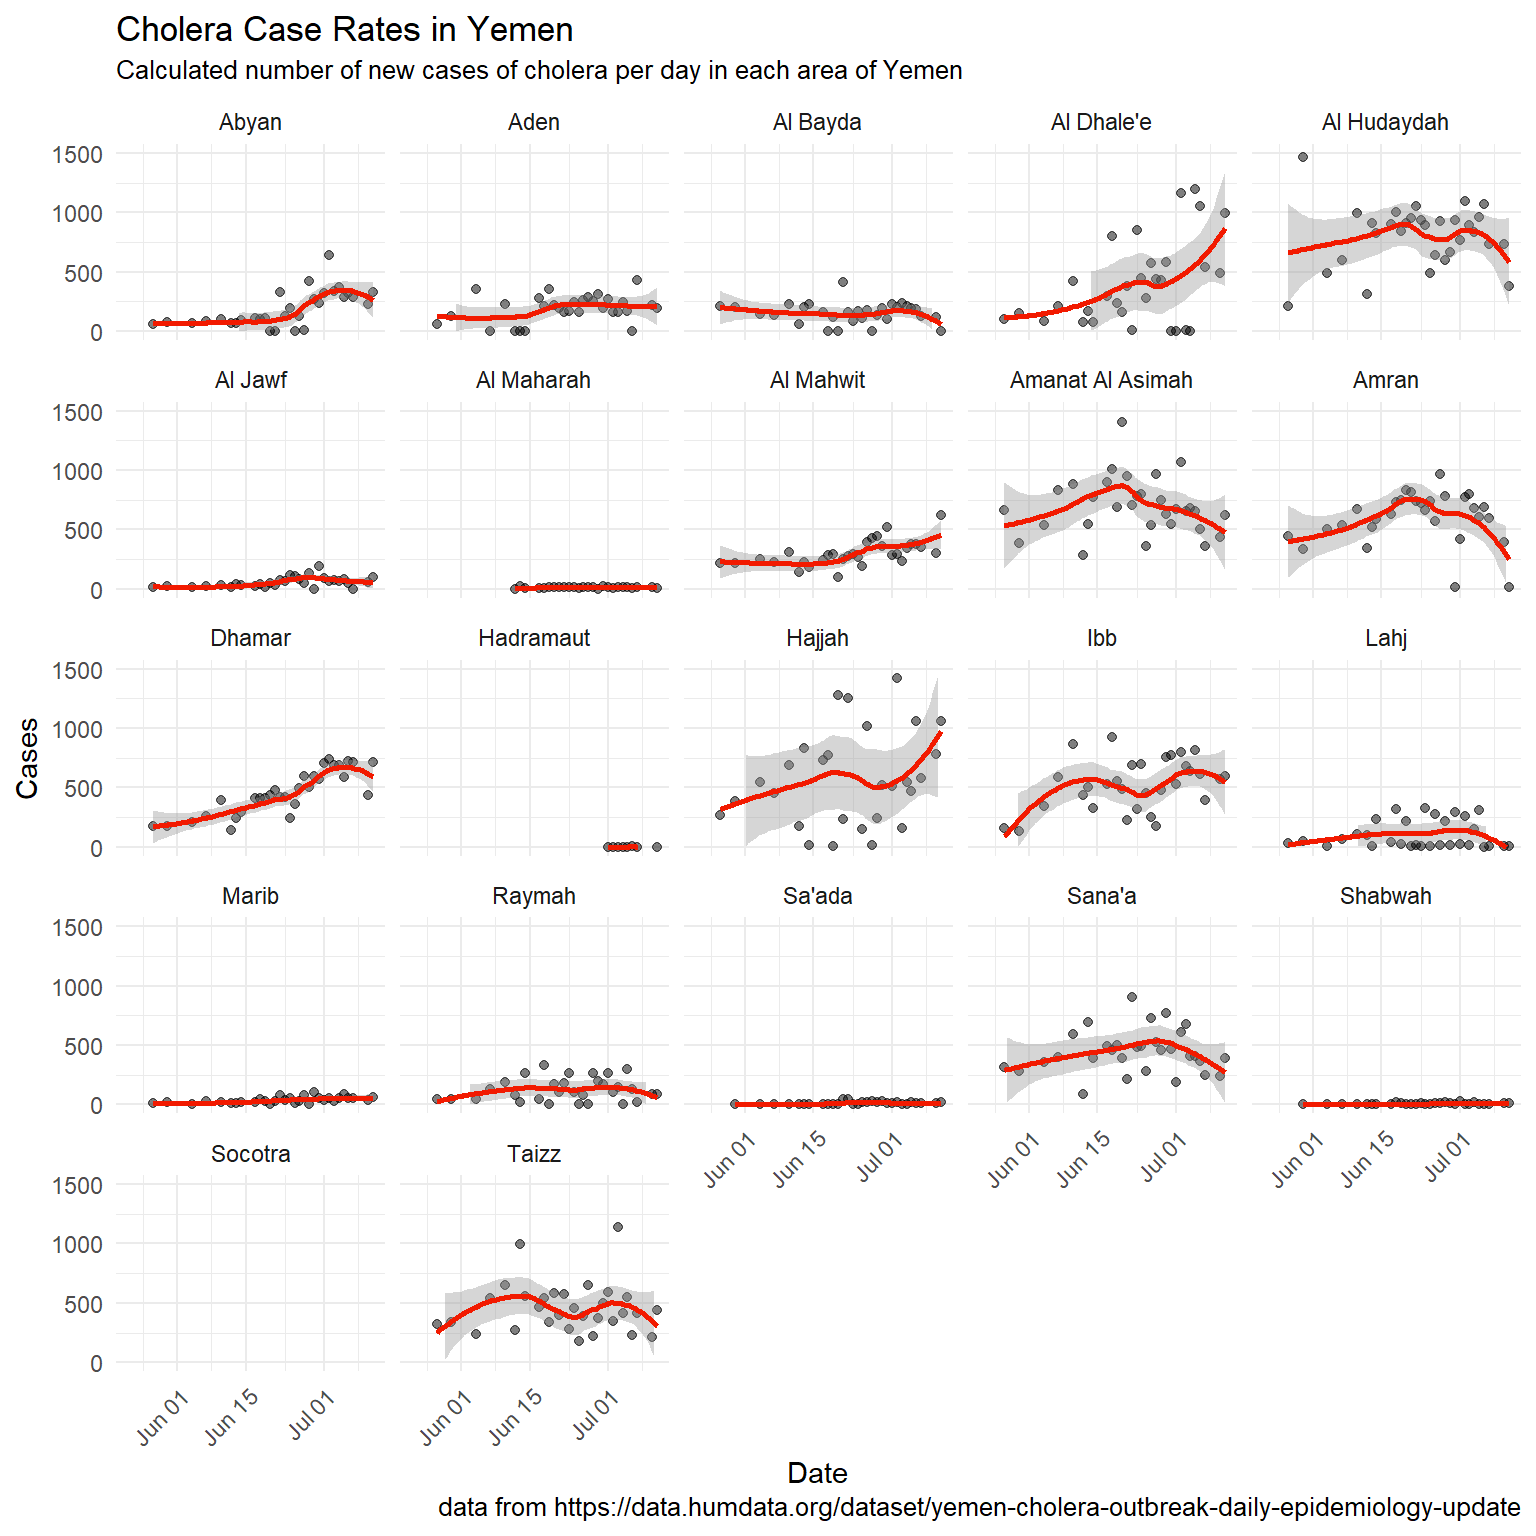 Cholera Case Rates in Yemen
Calculated number of new cases of cholera per day in each area of Yemen
Abyan Aden Al Bayda Al Dhale'e Al Hudaydah
1500
1000
500
0
Al Jawf Al Maharah Al Mahwit Amanat Al Asimah Amran
1500
1000
500
0
Dhamar Hadramaut Hajjah Ibb Lahj
1500
1000
500
0
Cases
Marib Raymah Sa'ada Sana'a Shabwah
1500
1000
500
0
Jun 01 Jun 15 Jul 01 Jun 01 Jun 15 Jul 01 Jun 01 Jun 15 Jul 01
Socotra Taizz
1500
1000
500
0
Jun 01 Jun 15 Jul 01 Jun 01 Jun 15 Jul 01
Date
data from https://data.humdata.org/dataset/yemen-cholera-outbreak-daily-epidemiology-update